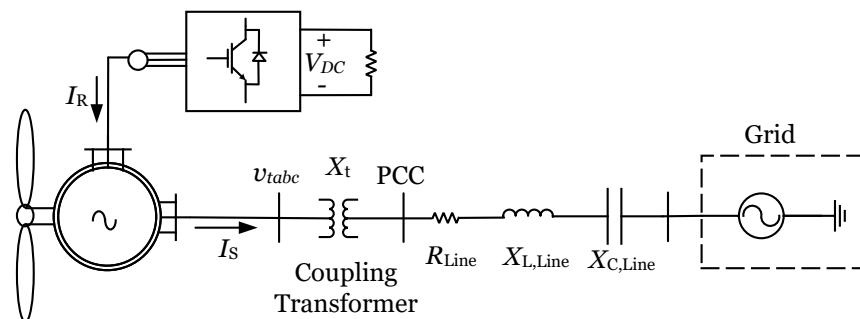 +
V_DC
-
I_R
Grid
v_tabc
X_t
PCC
I_S
R_Line
X_L,Line
X_C,Line
Coupling
Transformer